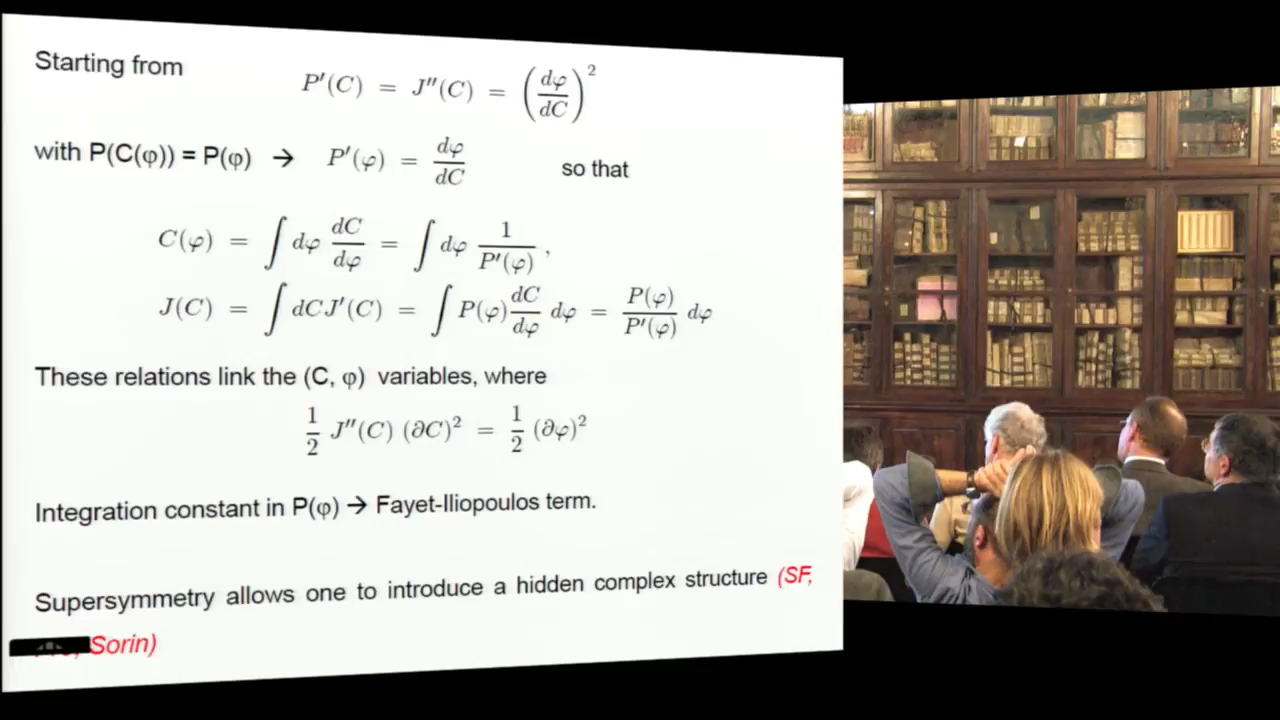 Starting from
P′(C) = J″(C) = (dφ/dC)²
with P(C(φ)) = P(φ) → P′(φ) = dφ/dC so that
C(φ) = ∫ dφ dC/dφ = ∫ dφ 1/P′(φ) ,
J(C) = ∫ dC J′(C) = ∫ P(φ) dC/dφ dφ = P(φ)/P′(φ) dφ
These relations link the (C, φ) variables, where
1/2 J″(C) (∂C)² = 1/2 (∂φ)²
Integration constant in P(φ) → Fayet-Iliopoulos term.
Supersymmetry allows one to introduce a hidden complex structure (SF,
Sorin)